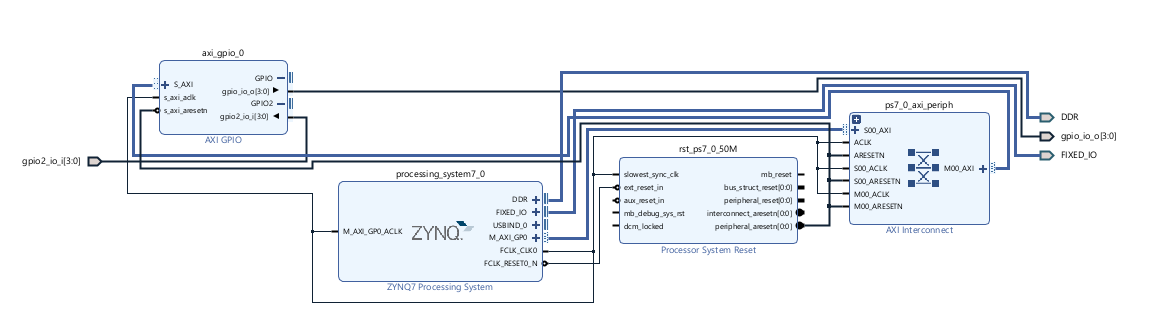 axi_gpio_0
S_AXI
s_axi_aclk
s_axi_aresetn
GPIO
gpio_io_o[3:0]
GPIO2
gpio2_io_i[3:0]
AXI GPIO
gpio2_io_i[3:0]
processing_system7_0
M_AXI_GP0_ACLK
ZYNQ
DDR
FIXED_IO
USBIND_0
M_AXI_GP0
FCLK_CLK0
FCLK_RESET0_N
ZYNQ7 Processing System
rst_ps7_0_50M
slowest_sync_clk
ext_reset_in
aux_reset_in
mb_debug_sys_rst
dcm_locked
mb_reset
bus_struct_reset[0:0]
peripheral_reset[0:0]
interconnect_aresetn[0:0]
peripheral_aresetn[0:0]
Processor System Reset
ps7_0_axi_periph
S00_AXI
ACLK
ARESETN
S00_ACLK
S00_ARESETN
M00_ACLK
M00_ARESETN
M00_AXI
AXI Interconnect
DDR
gpio_io_o[3:0]
FIXED_IO